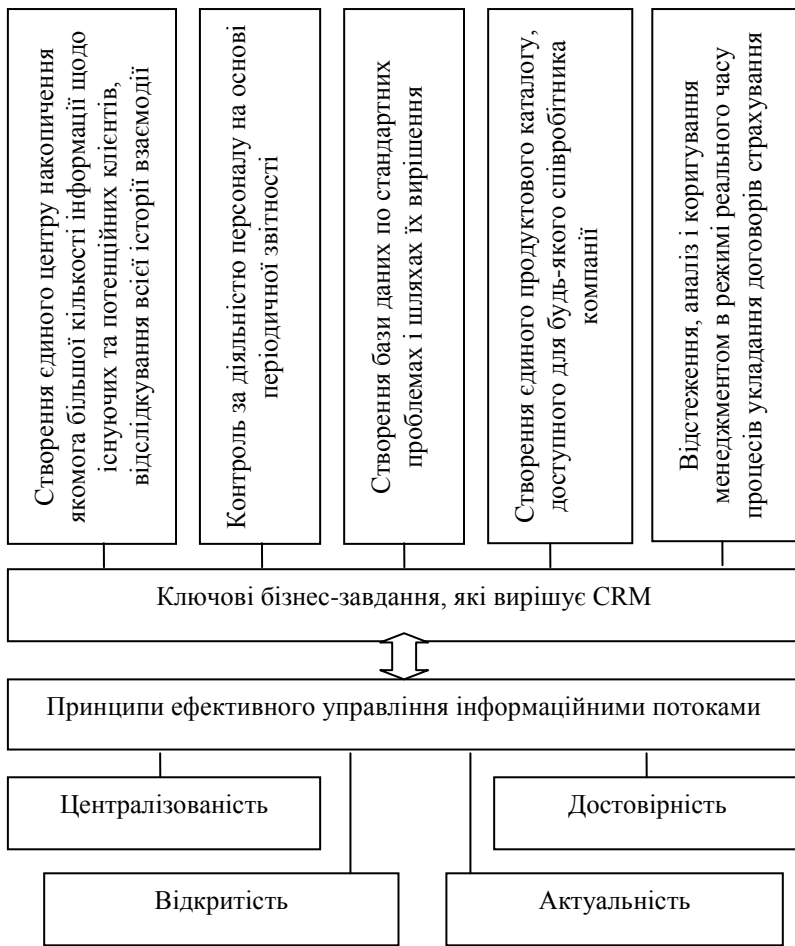 Створення єдиного центру накопичення
якомога більшої кількості інформації щодо
існуючих та потенційних клієнтів,
відслідкування всієї історії взаємодії
Контроль за діяльністю персоналу на основі
періодичної звітності
Створення бази даних по стандартних
проблемах і шляхах їх вирішення
Створення єдиного продуктового каталогу,
доступного для будь-якого співробітника
компанії
Відстеження, аналіз і коригування
менеджментом в режимі реального часу
процесів укладання договорів страхування
Ключові бізнес-завдання, які вирішує CRM
Принципи ефективного управління інформаційними потоками
Централізованість
Достовірність
Відкритість
Актуальність